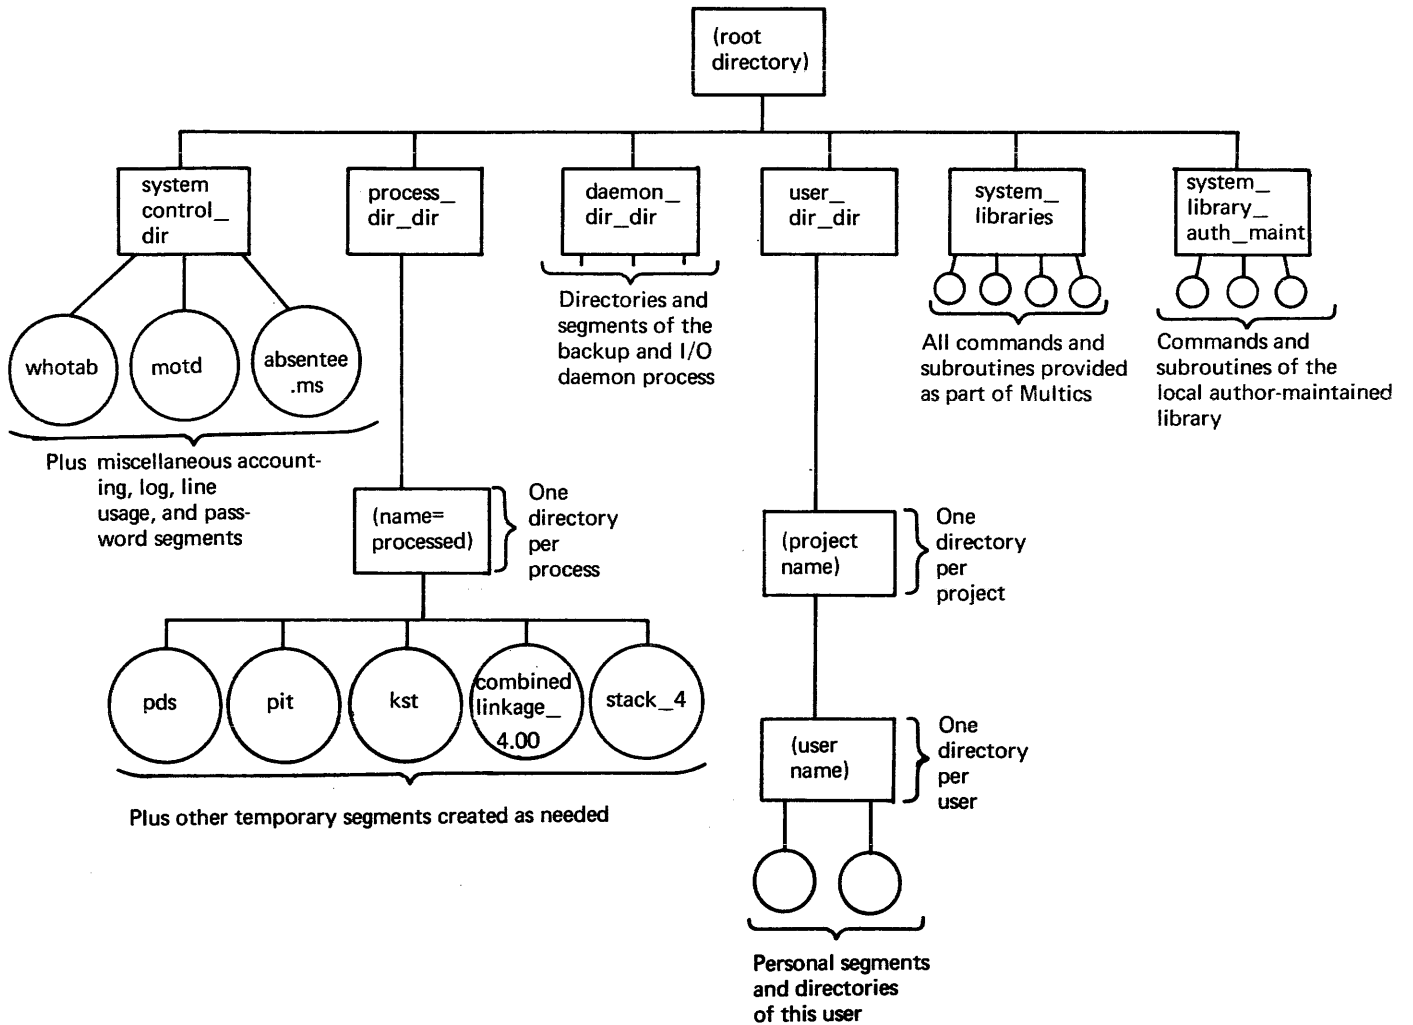 (root
directory)
system
control_
dir
process_
dir_dir
daemon_
dir_dir
user_
dir_dir
system_
libraries
system_
library_
auth_maint
whotab
motd
absentee
.ms
Plus miscellaneous account-
ing, log, line
usage, and pass-
word segments
Directories and
segments of the
backup and I/O
daemon process
All commands and
subroutines provided
as part of Multics
Commands and
subroutines of the
local author-maintained
library
(name=
processed)
One
directory
per
process
(project
name)
One
directory
per
project
pds
pit
kst
combined
linkage_
4.00
stack_4
Plus other temporary segments created as needed
(user
name)
One
directory
per
user
Personal segments
and directories
of this user